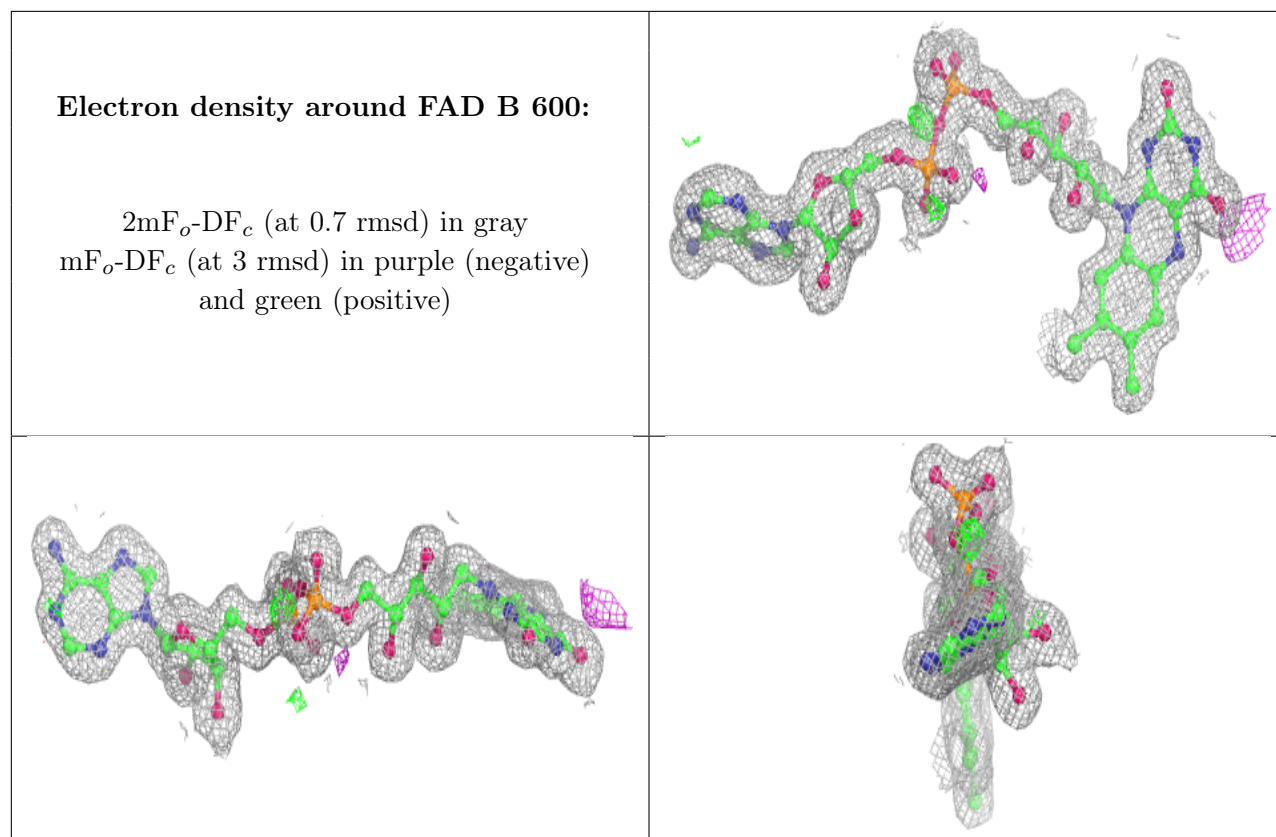 Electron density around FAD B 600:
2mFₒ-DF𝒸 (at 0.7 rmsd) in gray
mFₒ-DF𝒸 (at 3 rmsd) in purple (negative)
and green (positive)